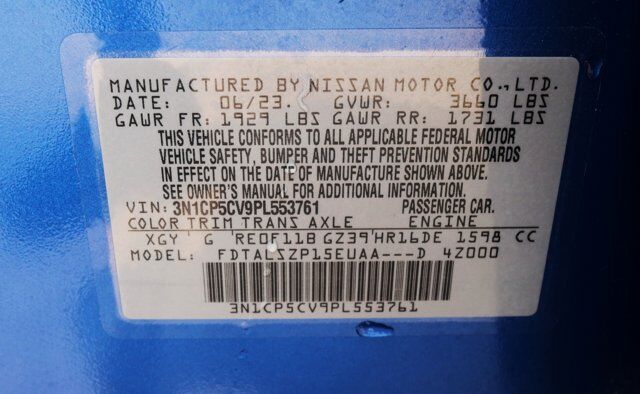 MANUFACTURED BY NISSAN MOTOR CO., LTD.
DATE: 06/23. GVWR: 3660 LBS
GAWR FR: 1929 LBS GAWR RR: 1731 LBS
THIS VEHICLE CONFORMS TO ALL APPLICABLE FEDERAL MOTOR
VEHICLE SAFETY, BUMPER AND THEFT PREVENTION STANDARDS
IN EFFECT ON THE DATE OF MANUFACTURE SHOWN ABOVE.
SEE OWNER'S MANUAL FOR ADDITIONAL INFORMATION.
VIN: 3N1CP5CV9PL553761 PASSENGER CAR.
COLOR TRIM TRANS AXLE ENGINE
XGY G RE0F11B GZ39 HR16DE 1598 CC
MODEL: FDTALSZP15EUAA---D 4Z000
3N1CP5CV9PL553761